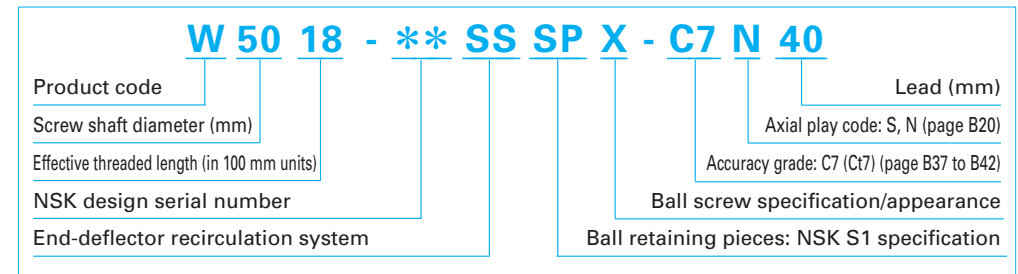 W 50 18 - ** SS SP X - C7 N 40
Product code
Lead (mm)
Screw shaft diameter (mm)
Axial play code: S, N (page B20)
Effective threaded length (in 100 mm units)
Accuracy grade: C7 (Ct7) (page B37 to B42)
NSK design serial number
Ball screw specification/appearance
End-deflector recirculation system
Ball retaining pieces: NSK S1 specification